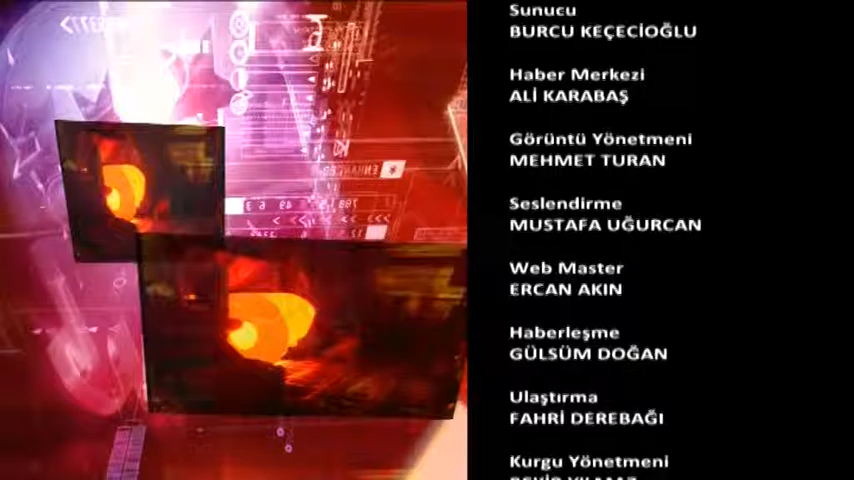 Sunucu
BURCU KEÇECİOĞLU
Haber Merkezi
ALİ KARABAŞ
Görüntü Yönetmeni
MEHMET TURAN
Seslendirme
MUSTAFA UĞURCAN
Web Master
ERCAN AKIN
Haberleşme
GÜLSÜM DOĞAN
Ulaştırma
FAHRİ DEREBAĞI
Kurgu Yönetmeni